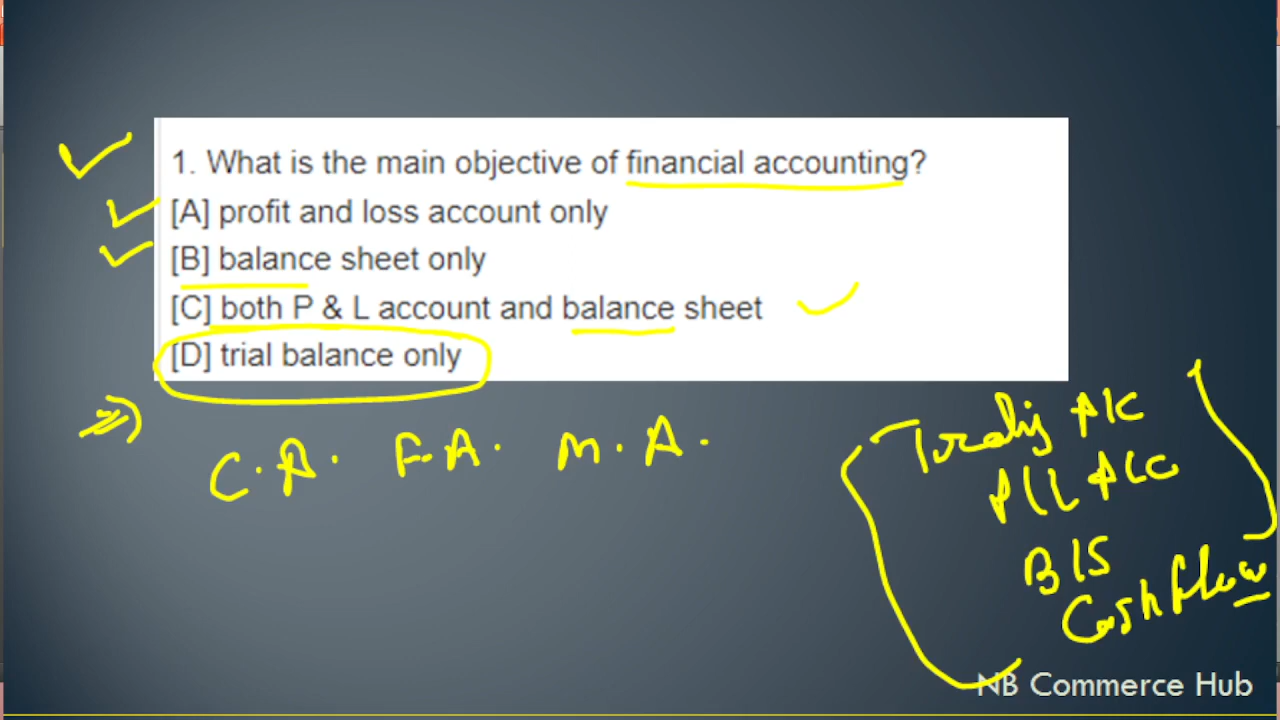 1. What is the main objective of financial accounting?
[A] profit and loss account only
[B] balance sheet only
[C] both P & L account and balance sheet
[D] trial balance only
C.A. F.A. M.A.
B/S
Cash flow
NB Commerce Hub